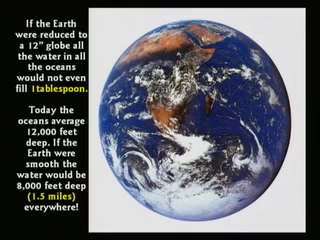 If the Earth
were reduced to
a 12" globe all
the water in all
the oceans
would not even
fill 1tablespoon.
Today the
oceans average
12,000 feet
deep. If the
Earth were
smooth the
water would be
8,000 feet deep
(1.5 miles)
everywhere!